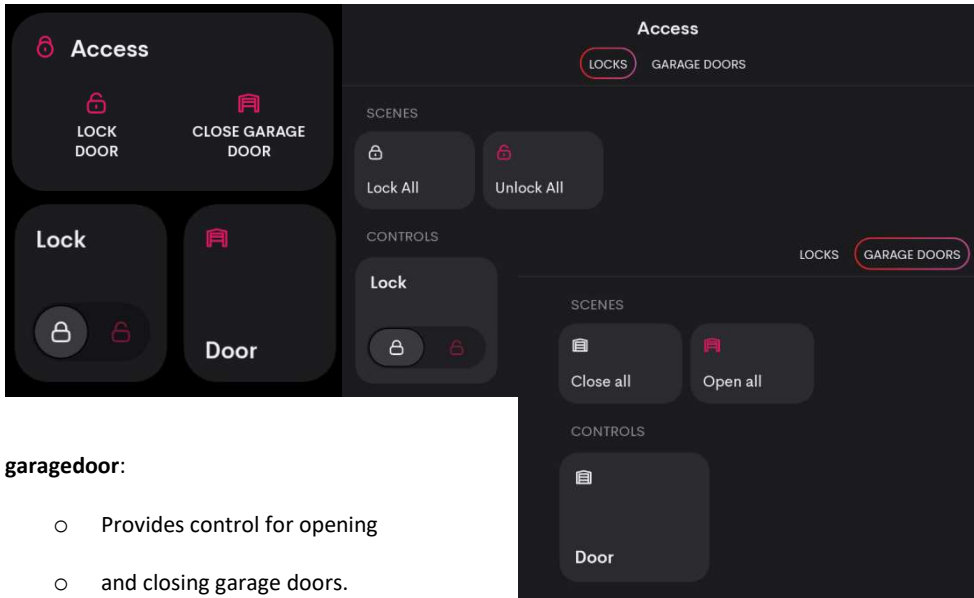 Access
LOCK
DOOR
CLOSE GARAGE
DOOR
Lock
Door
Access
LOCKS GARAGE DOORS
SCENES
Lock All Unlock All
CONTROLS
Lock
LOCKS GARAGE DOORS
SCENES
Close all Open all
CONTROLS
Door
garagedoor:
o Provides control for opening
o and closing garage doors.